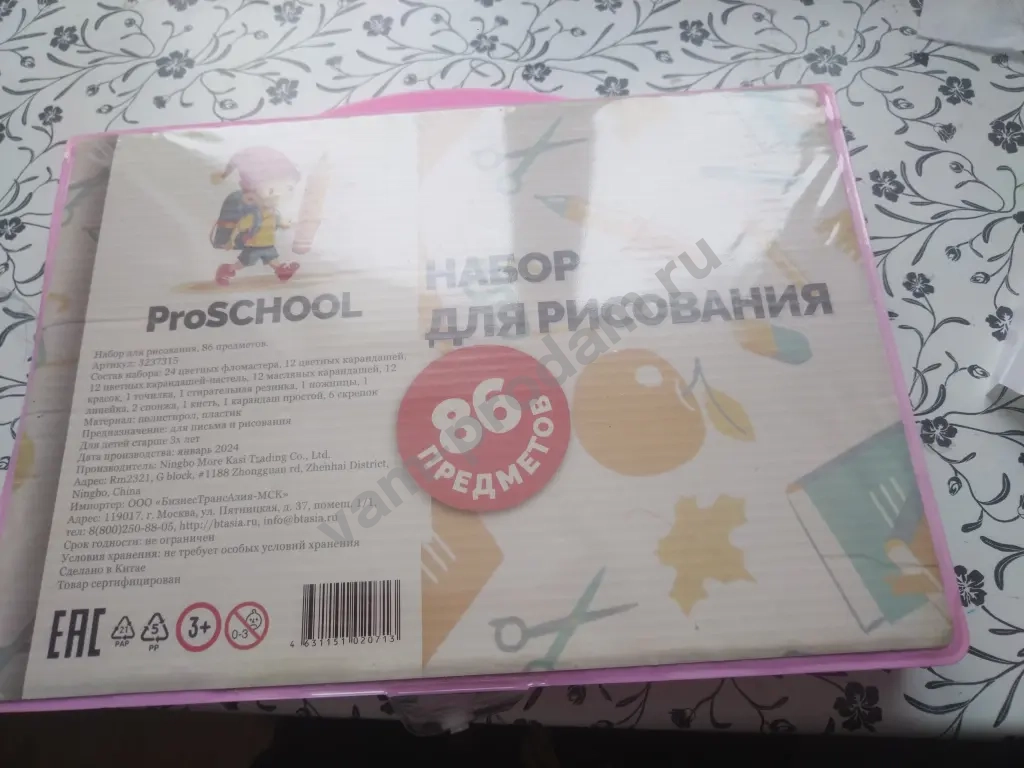 ProSCHOOL
Набор для рисования, 86 предметов.
Артикул: 3237315
Состав набора: 24 цветных фломастера, 12 цветных карандашей,
12 цветных карандашей-пастель, 12 масляных карандашей, 12
красок, 1 точилка, 1 стирательная резинка, 1 ножницы, 1
линейка, 2 спонжа, 1 кисть, 1 карандаш простой, 6 скрепок
Материал: полистирол, пластик
Предназначение: для письма и рисования
Для детей старше 3х лет
Дата производства: январь 2024
Производитель: Ningbo More Kasi Trading Co., Ltd.
Адрес: Rm2321, G block, #1188 Zhongguan rd, Zhenhai District,
Ningbo, China
Импортер: ООО «БизнесТрансАзия-МСК»
Адрес: 119017, г. Москва, ул. Пятницкая, д. 37, помещ. 1/1,
тел: 8(800)250-88-05, http://btasia.ru, info@btasia.ru
Срок годности: не ограничен
Условия хранения: не требует особых условий хранения
Сделано в Китае
Товар сертифицирован
EAC
21
PAP
5
PP
3+
0-3
4 631151 020713
НАБОР
ДЛЯ РИСОВАНИЯ
86
ПРЕДМЕТОВ